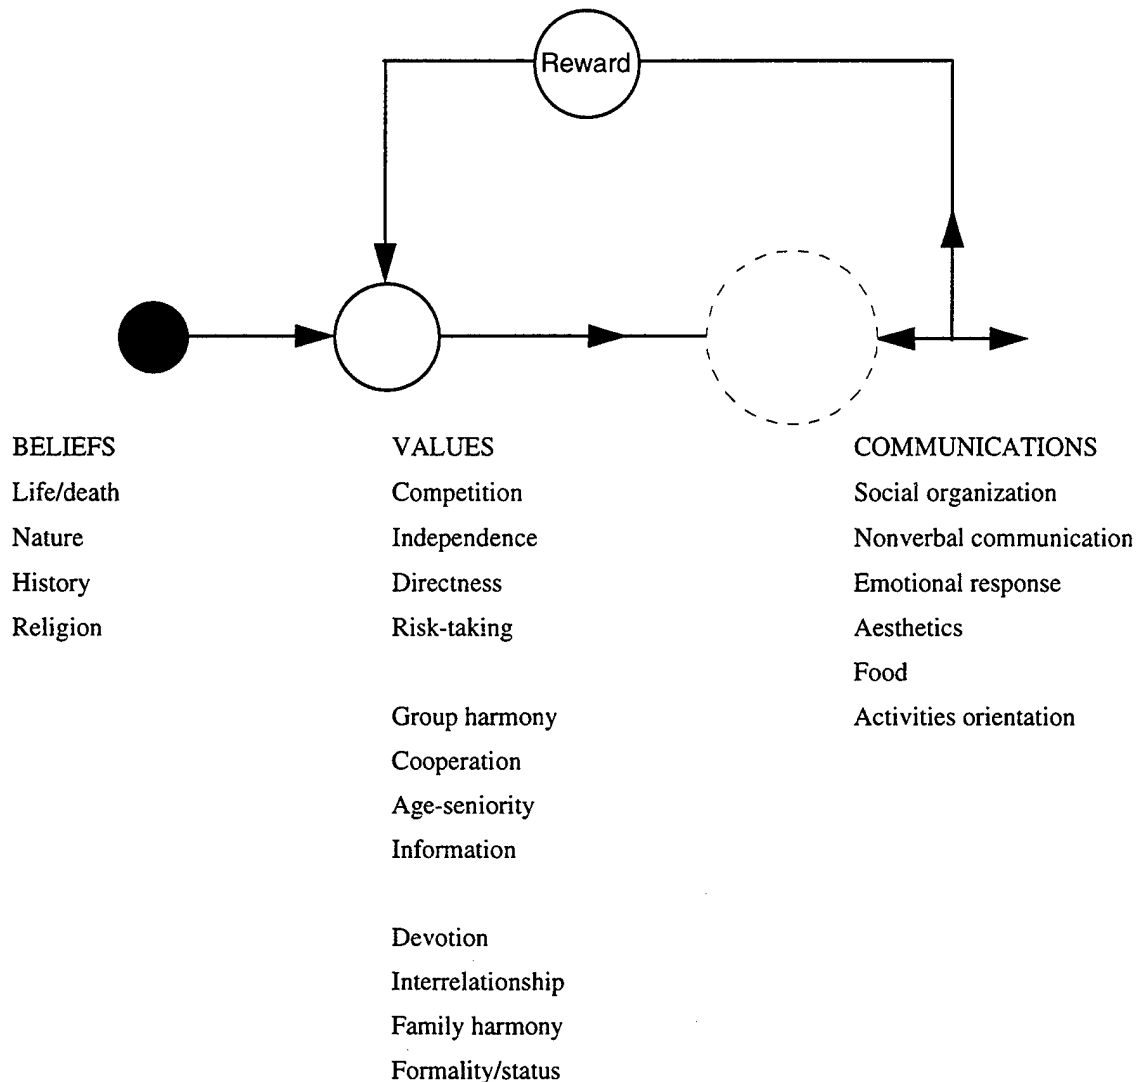 Reward
BELIEFS
Life/death
Nature
History
Religion
VALUES
Competition
Independence
Directness
Risk-taking
Group harmony
Cooperation
Age-seniority
Information
Devotion
Interrelationship
Family harmony
Formality/status
COMMUNICATIONS
Social organization
Nonverbal communication
Emotional response
Aesthetics
Food
Activities orientation